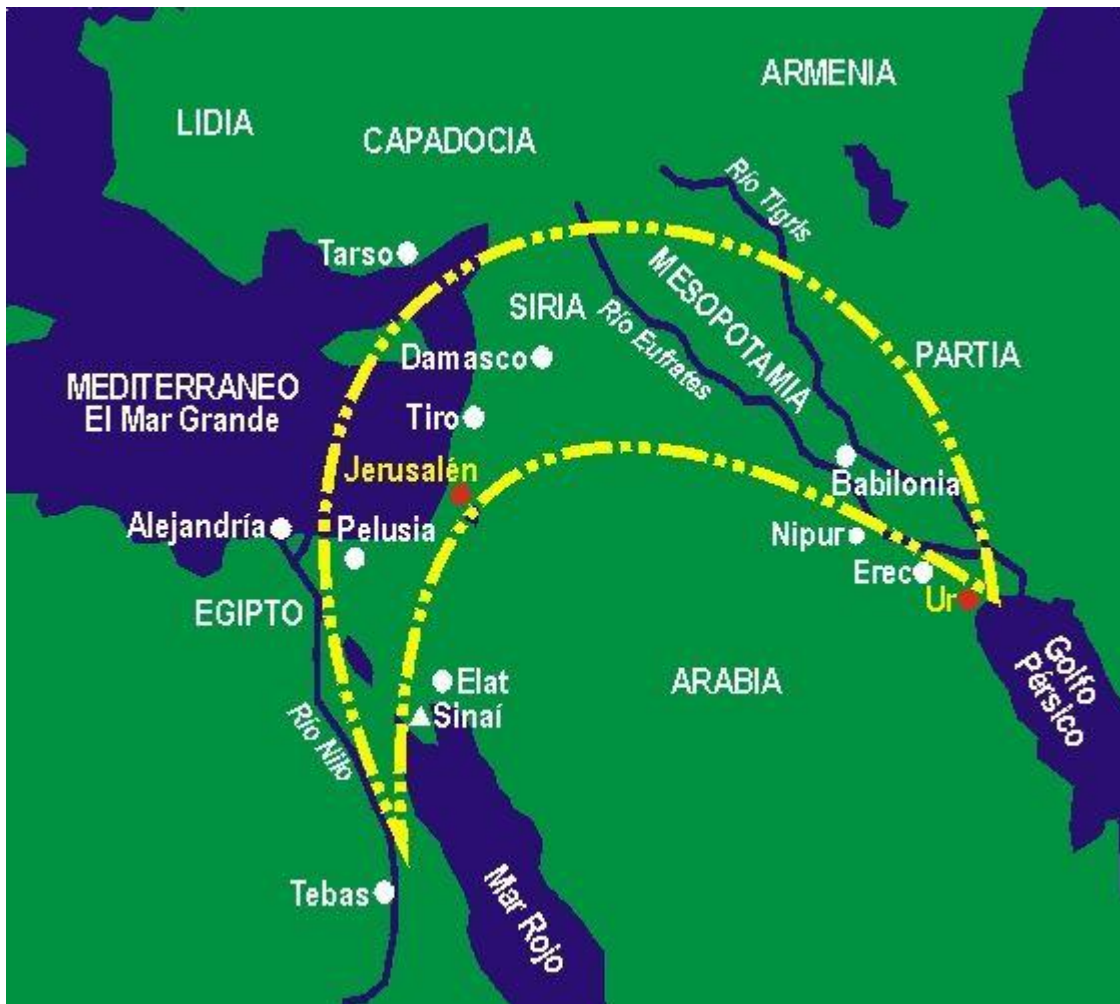 ARMENIA
LIDIA
CAPADOCIA
Río Tigris
Tarso
MESOPOTAMIA
SIRIA
Río Eufrates
PARTIA
Damasco
MEDITERRANEO
El Mar Grande
Tiro
Jerusalén
Babilonia
Alejandría
Pelusia
Nipur
Erec
Ur
EGIPTO
Golfo
Pérsico
Elat
ARABIA
Sinaí
Río Nilo
Tebas
Mar Rojo